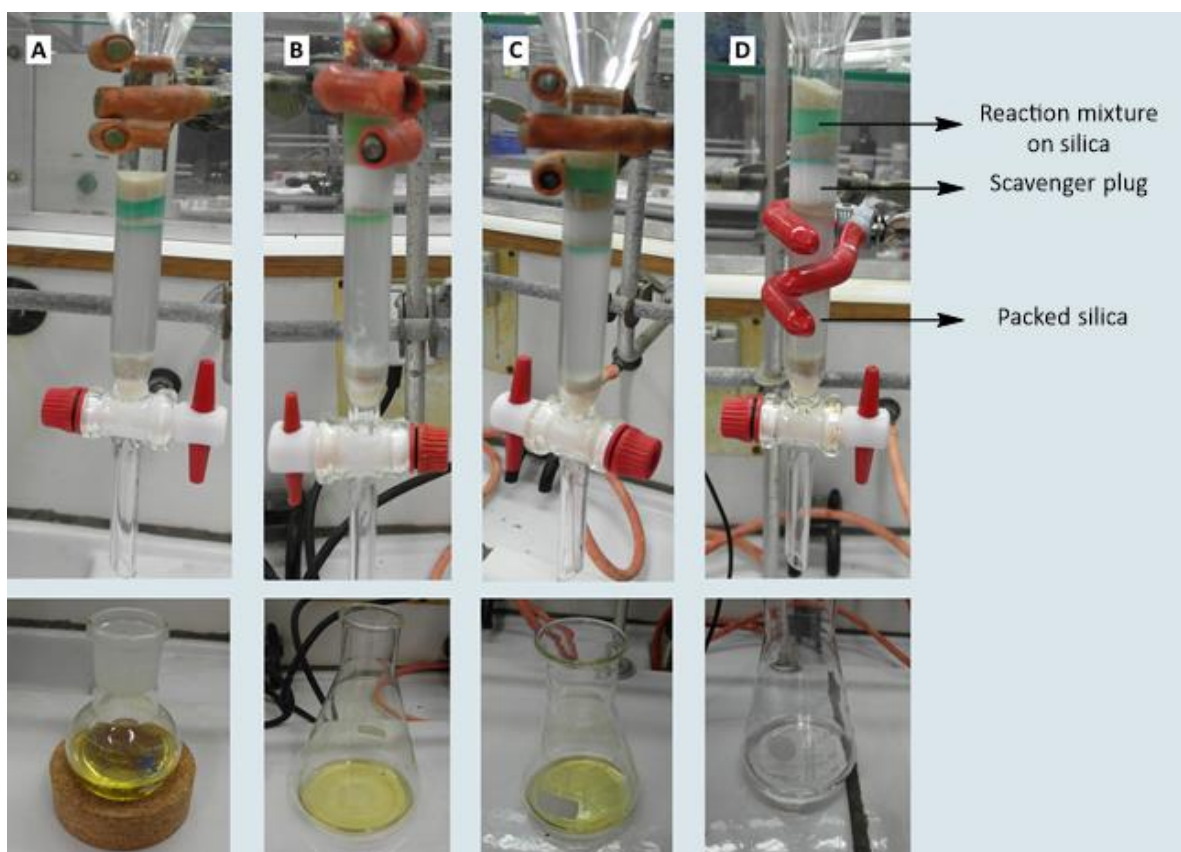 A
B
C
D
Reaction mixture
on silica
Scavenger plug
Packed silica